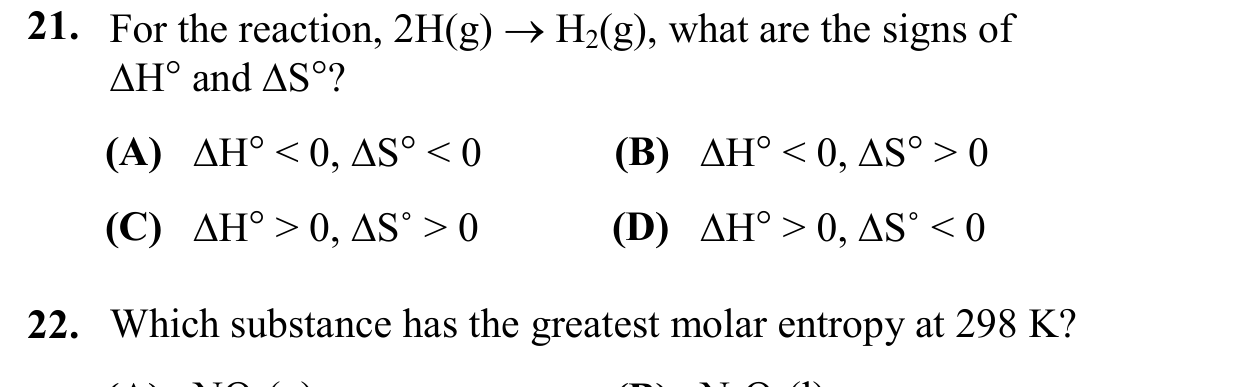 21. For the reaction, 2H(g) → H₂(g), what are the signs of
ΔH° and ΔS°?
(A) ΔH° < 0, ΔS° < 0 (B) ΔH° < 0, ΔS° > 0
(C) ΔH° > 0, ΔS° > 0 (D) ΔH° > 0, ΔS° < 0
22. Which substance has the greatest molar entropy at 298 K?